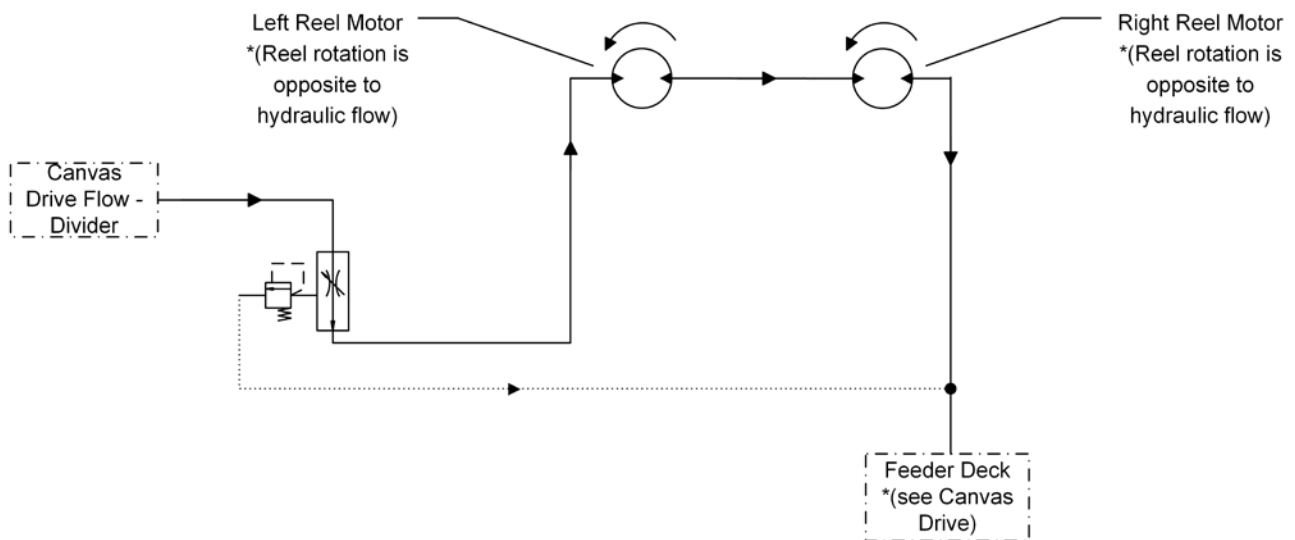 Left Reel Motor
*(Reel rotation is
opposite to
hydraulic flow)
Right Reel Motor
*(Reel rotation is
opposite to
hydraulic flow)
Canvas
Drive Flow -
Divider
Feeder Deck
*(see Canvas
Drive)